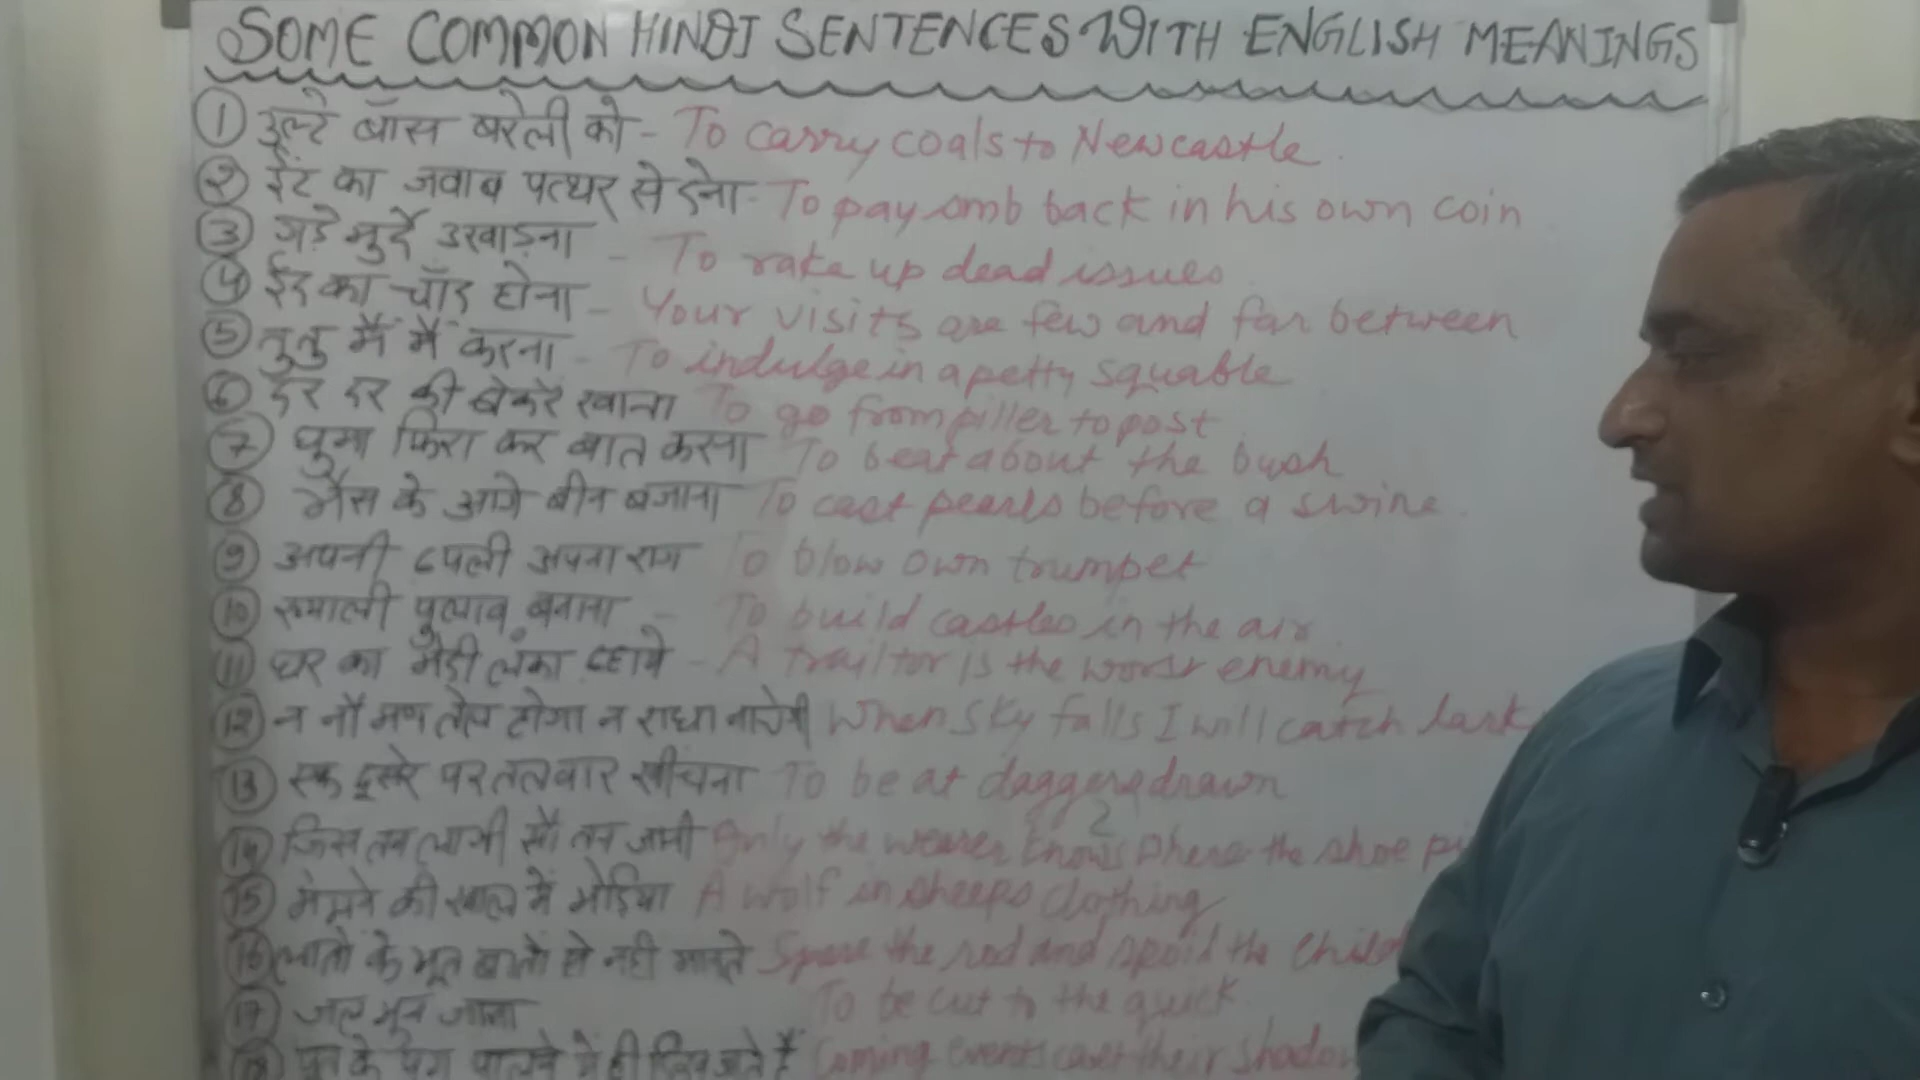 SOME COMMON HINDI SENTENCES WITH ENGLISH MEANINGS
1 उल्टे बाँस बरेली को - To carry coals to Newcastle.
2 ईंट का जवाब पत्थर से देना - To pay smb back in his own coin
3 गड़े मुर्दे उखाड़ना - To rake up dead issues.
4 ईद का चाँद होना - Your visits are few and far between
5 तु तु मैं मैं करना - To indulge in a petty squable
6 दर दर की खाना To go from piller to post
7 घुमा फिरा कर बात करना To beat about the bush
8 भैंस के आगे बीन बजाना To cast pearls before a swine.
9 अपनी ढपली अपना राग To blow own trumpet
10 पुलाव बनाना - To build castles in the air.
11 घर का भेदी लंका ढहाये - A trailtor is the worst enemy
12 न नौ मण तेल होगा न राधा नाचेगी When sky falls I will catch lark
13 एक दूसरे पर तलवार खींचना To be at daggers drawn
14 जिस तन लागी सौ तन जानी Only the wearer knows where the shoe
15 की खाल में भेड़िया A wolf in sheeps clothing
16 लातों के भूत बातों से नही मानते Spare the rod and spoid the child
17 जल भुन जाना To be cut to the quick
18 पूत के पग पालने में ही दिख जाते हैं Coming events cast their shadow